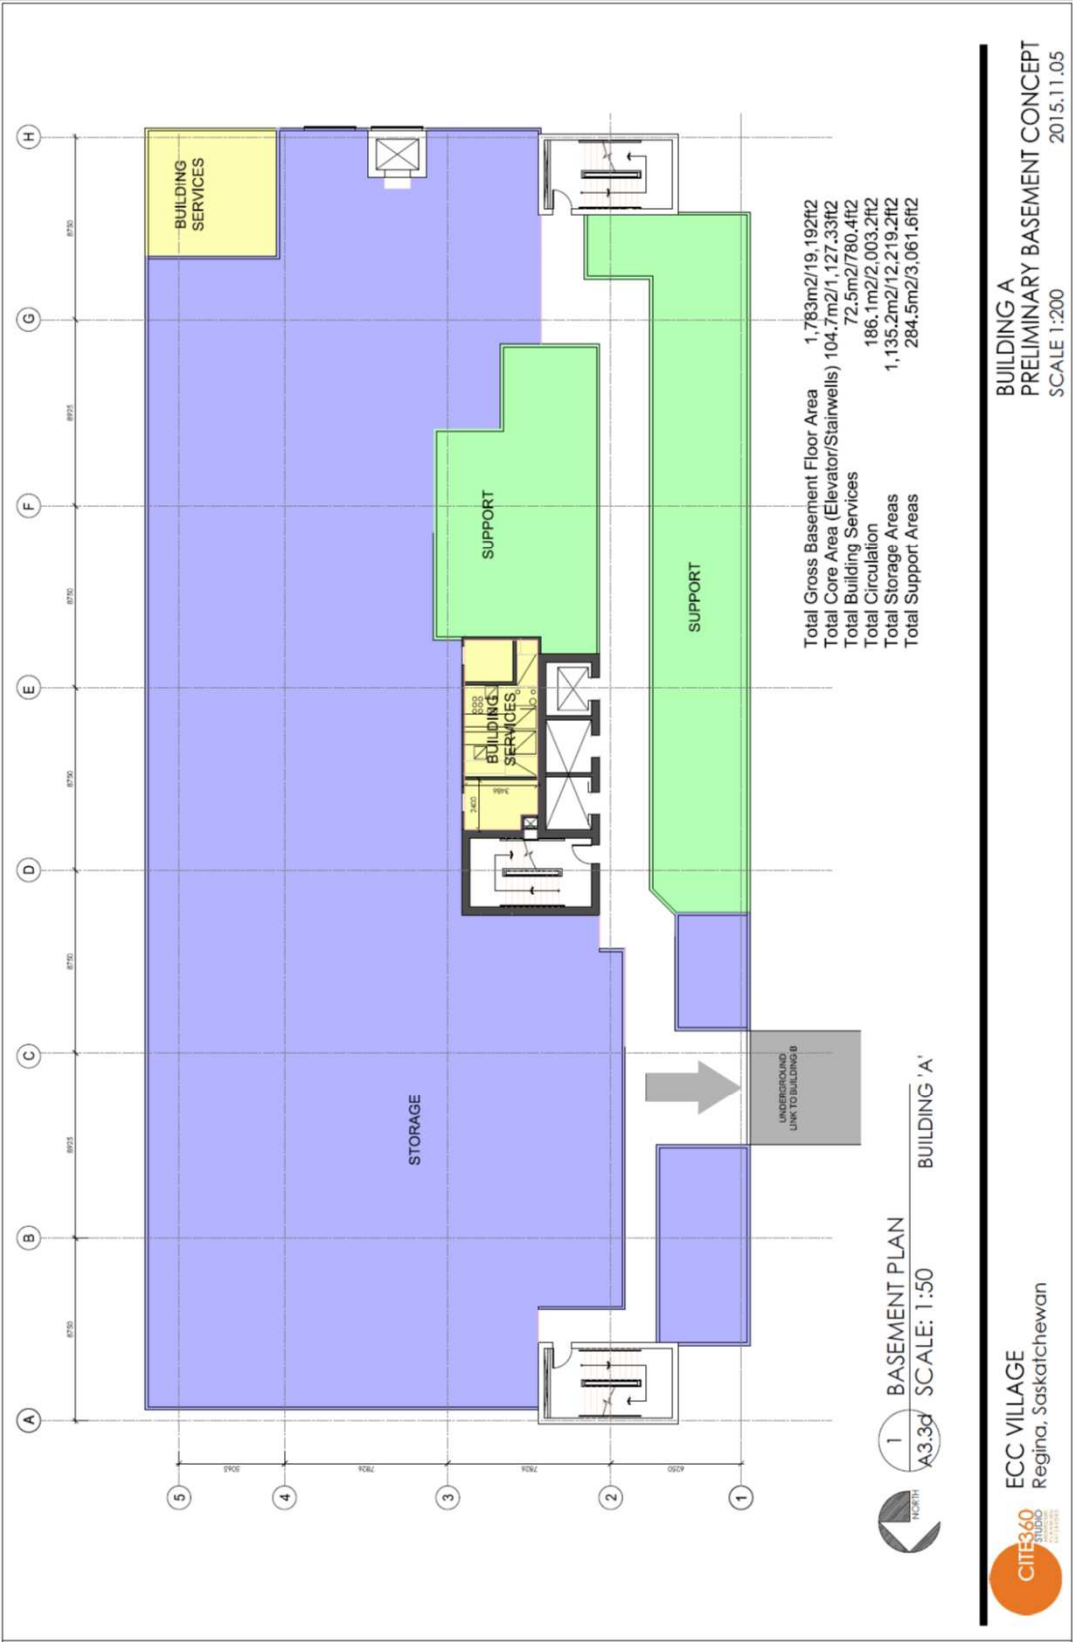 H
G
F
E
D
C
B
A
8750
8925
8750
8750
8750
8925
8750
5
4
3
2
1
5065
7826
7826
6250
BUILDING
SERVICES
STORAGE
SUPPORT
BUILDING
SERVICES
2400
3486
SUPPORT
UNDERGROUND
LINK TO BUILDING B
Total Gross Basement Floor Area 1,783m2/19,192ft2
Total Core Area (Elevator/Stairwells) 104.7m2/1,127.33ft2
Total Building Services 72.5m2/780.4ft2
Total Circulation 186.1m2/2,003.2ft2
Total Storage Areas 1,135.2m2/12,219.2ft2
Total Support Areas 284.5m2/3,061.6ft2
NORTH
1 BASEMENT PLAN
A3.3d SCALE: 1:50 BUILDING 'A'
CITE360
STUDIO
ECC VILLAGE
Regina, Saskatchewan
BUILDING A
PRELIMINARY BASEMENT CONCEPT
SCALE 1:200 2015.11.05